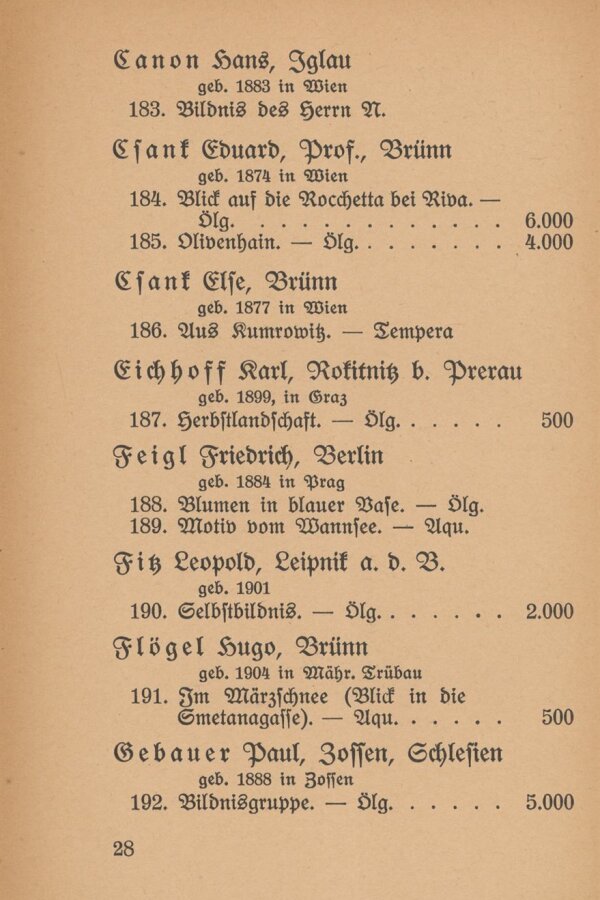 Canon Hans, Iglau
geb. 1883 in Wien
183. Bildnis des Herrn N.
Csank Eduard, Prof., Brünn
geb. 1874 in Wien
184. Blick auf die Rocchetta bei Riva. —
Ölg. . . . . . . . . . . . . 6.000
185. Olivenhain. — Ölg. . . . . . . . 4.000
Csank Else, Brünn
geb. 1877 in Wien
186. Aus Kumrowitz. — Tempera
Eichhoff Karl, Rokitnitz b. Prerau
geb. 1899, in Graz
187. Herbstlandschaft. — Ölg. . . . . . 500
Feigl Friedrich, Berlin
geb. 1884 in Prag
188. Blumen in blauer Vase. — Ölg.
189. Motiv vom Wannsee. — Aqu.
Fitz Leopold, Leipnik a. d. B.
geb. 1901
190. Selbstbildnis. — Ölg. . . . . . . 2.000
Flögel Hugo, Brünn
geb. 1904 in Mähr. Trübau
191. Im Märzschnee (Blick in die
Smetanagasse). — Aqu. . . . . . 500
Gebauer Paul, Zossen, Schlesien
geb. 1888 in Zossen
192. Bildnisgruppe. — Ölg. . . . . . 5.000
28